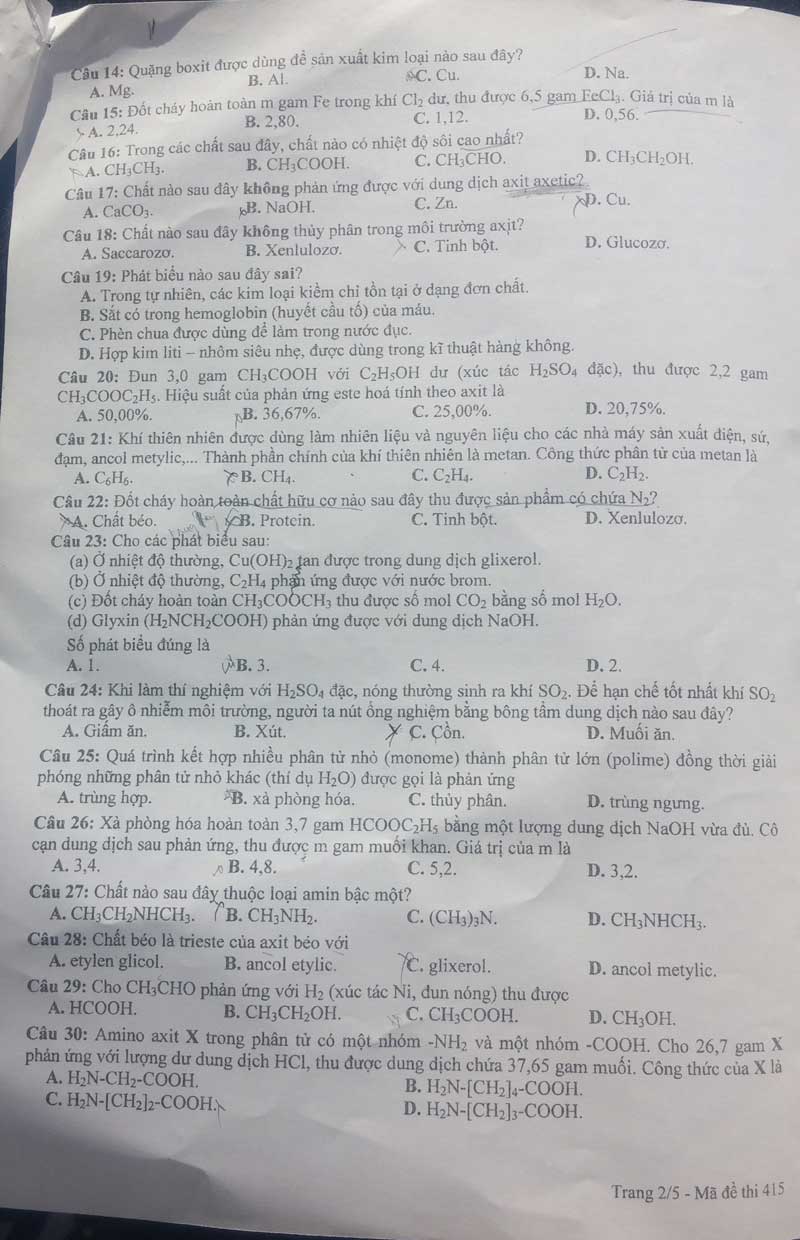 Câu 14: Quặng boxit được dùng để sản xuất kim loại nào sau đây?
A. Mg. B. Al. C. Cu. D. Na.
Câu 15: Đốt cháy hoàn toàn m gam Fe trong khí Cl₂ dư, thu được 6,5 gam FeCl₃. Giá trị của m là
A. 2,24. B. 2,80. C. 1,12. D. 0,56.
Câu 16: Trong các chất sau đây, chất nào có nhiệt độ sôi cao nhất?
A. CH₃CH₃. B. CH₃COOH. C. CH₃CHO. D. CH₃CH₂OH.
Câu 17: Chất nào sau đây không phản ứng được với dung dịch axit axetic?
A. CaCO₃. B. NaOH. C. Zn. D. Cu.
Câu 18: Chất nào sau đây không thủy phân trong môi trường axit?
A. Saccarozơ. B. Xenlulozơ. C. Tinh bột. D. Glucozơ.
Câu 19: Phát biểu nào sau đây sai?
A. Trong tự nhiên, các kim loại kiềm chỉ tồn tại ở dạng đơn chất.
B. Sắt có trong hemoglobin (huyết cầu tố) của máu.
C. Phèn chua được dùng để làm trong nước đục.
D. Hợp kim liti – nhôm siêu nhẹ, được dùng trong kĩ thuật hàng không.
Câu 20: Đun 3,0 gam CH₃COOH với C₂H₅OH dư (xúc tác H₂SO₄ đặc), thu được 2,2 gam
CH₃COOC₂H₅. Hiệu suất của phản ứng este hoá tính theo axit là
A. 50,00%. B. 36,67%. C. 25,00%. D. 20,75%.
Câu 21: Khí thiên nhiên được dùng làm nhiên liệu và nguyên liệu cho các nhà máy sản xuất điện, sứ,
đạm, ancol metylic,... Thành phần chính của khí thiên nhiên là metan. Công thức phân tử của metan là
A. C₆H₆. B. CH₄. C. C₂H₄. D. C₂H₂.
Câu 22: Đốt cháy hoàn toàn chất hữu cơ nào sau đây thu được sản phẩm có chứa N₂?
A. Chất béo. B. Protein. C. Tinh bột. D. Xenlulozơ.
Câu 23: Cho các phát biểu sau:
(a) Ở nhiệt độ thường, Cu(OH)₂ tan được trong dung dịch glixerol.
(b) Ở nhiệt độ thường, C₂H₄ phản ứng được với nước brom.
(c) Đốt cháy hoàn toàn CH₃COOCH₃ thu được số mol CO₂ bằng số mol H₂O.
(d) Glyxin (H₂NCH₂COOH) phản ứng được với dung dịch NaOH.
Số phát biểu đúng là
A. 1. B. 3. C. 4. D. 2.
Câu 24: Khi làm thí nghiệm với H₂SO₄ đặc, nóng thường sinh ra khí SO₂. Để hạn chế tốt nhất khí SO₂
thoát ra gây ô nhiễm môi trường, người ta nút ống nghiệm bằng bông tẩm dung dịch nào sau đây?
A. Giấm ăn. B. Xút. C. Cồn. D. Muối ăn.
Câu 25: Quá trình kết hợp nhiều phân tử nhỏ (monome) thành phân tử lớn (polime) đồng thời giải
phóng những phân tử nhỏ khác (thí dụ H₂O) được gọi là phản ứng
A. trùng hợp. B. xà phòng hóa. C. thủy phân. D. trùng ngưng.
Câu 26: Xà phòng hóa hoàn toàn 3,7 gam HCOOC₂H₅ bằng một lượng dung dịch NaOH vừa đủ. Cô
cạn dung dịch sau phản ứng, thu được m gam muối khan. Giá trị của m là
A. 3,4. B. 4,8. C. 5,2. D. 3,2.
Câu 27: Chất nào sau đây thuộc loại amin bậc một?
A. CH₃CH₂NHCH₃. B. CH₃NH₂. C. (CH₃)₃N. D. CH₃NHCH₃.
Câu 28: Chất béo là trieste của axit béo với
A. etylen glicol. B. ancol etylic. C. glixerol. D. ancol metylic.
Câu 29: Cho CH₃CHO phản ứng với H₂ (xúc tác Ni, đun nóng) thu được
A. HCOOH. B. CH₃CH₂OH. C. CH₃COOH. D. CH₃OH.
Câu 30: Amino axit X trong phân tử có một nhóm -NH₂ và một nhóm -COOH. Cho 26,7 gam X
phản ứng với lượng dư dung dịch HCl, thu được dung dịch chứa 37,65 gam muối. Công thức của X là
A. H₂N-CH₂-COOH. B. H₂N-[CH₂]₄-COOH.
C. H₂N-[CH₂]₂-COOH. D. H₂N-[CH₂]₃-COOH.
Trang 2/5 - Mã đề thi 415